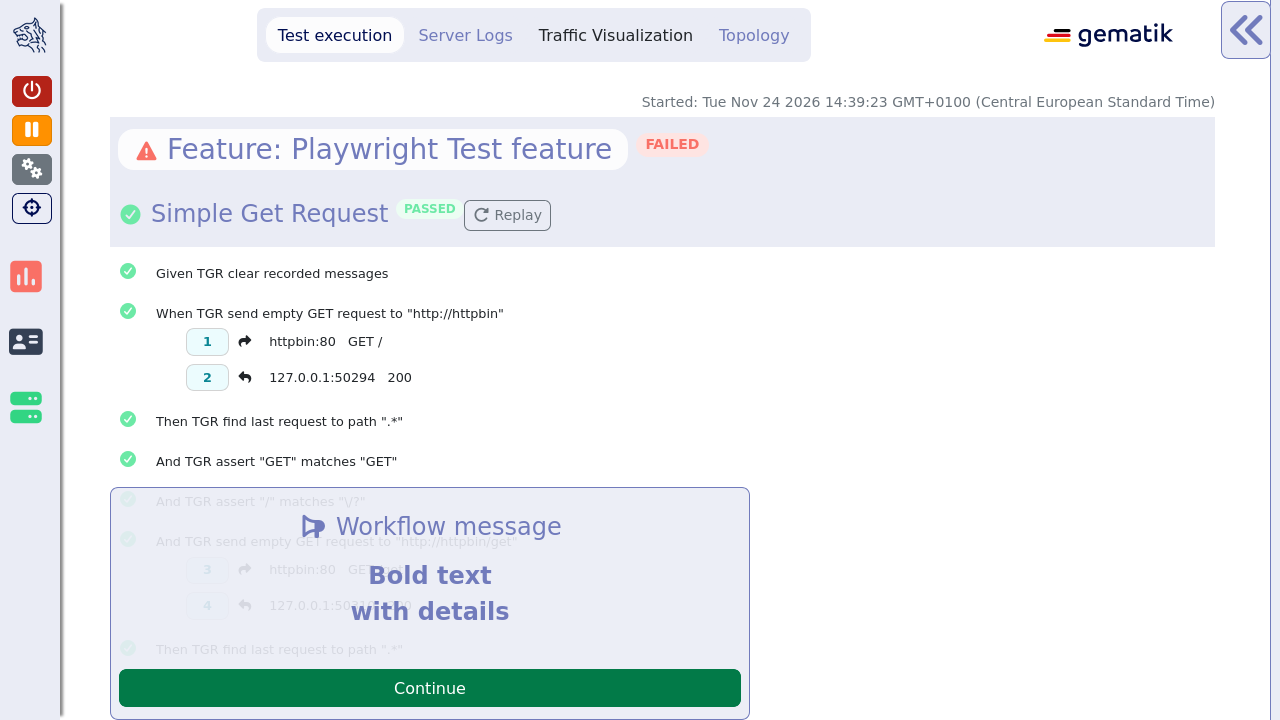 Test execution
Server Logs
Traffic Visualization
Topology
gematik
Started: Tue Nov 24 2026 14:39:23 GMT+0100 (Central European Standard Time)
Feature: Playwright Test feature
FAILED
Simple Get Request
PASSED
Replay
Given TGR clear recorded messages
When TGR send empty GET request to "http://httpbin"
1 httpbin:80 GET /
2 127.0.0.1:50294 200
Then TGR find last request to path ".*"
And TGR assert "GET" matches "GET"
And TGR assert "/" matches "\/?"
Workflow message
And TGR send empty GET request to "http://httpbin/get"
3 httpbin:80
Bold text
4
with details
Then TGR find last request to path ".*"
Continue